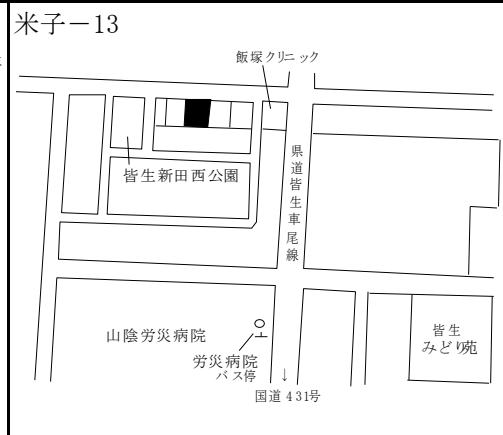 米子－13
飯塚クリニック
県道皆生車尾線
皆生新田西公園
山陰労災病院
労災病院
バス停
皆生
みどり苑
↓
国道431号